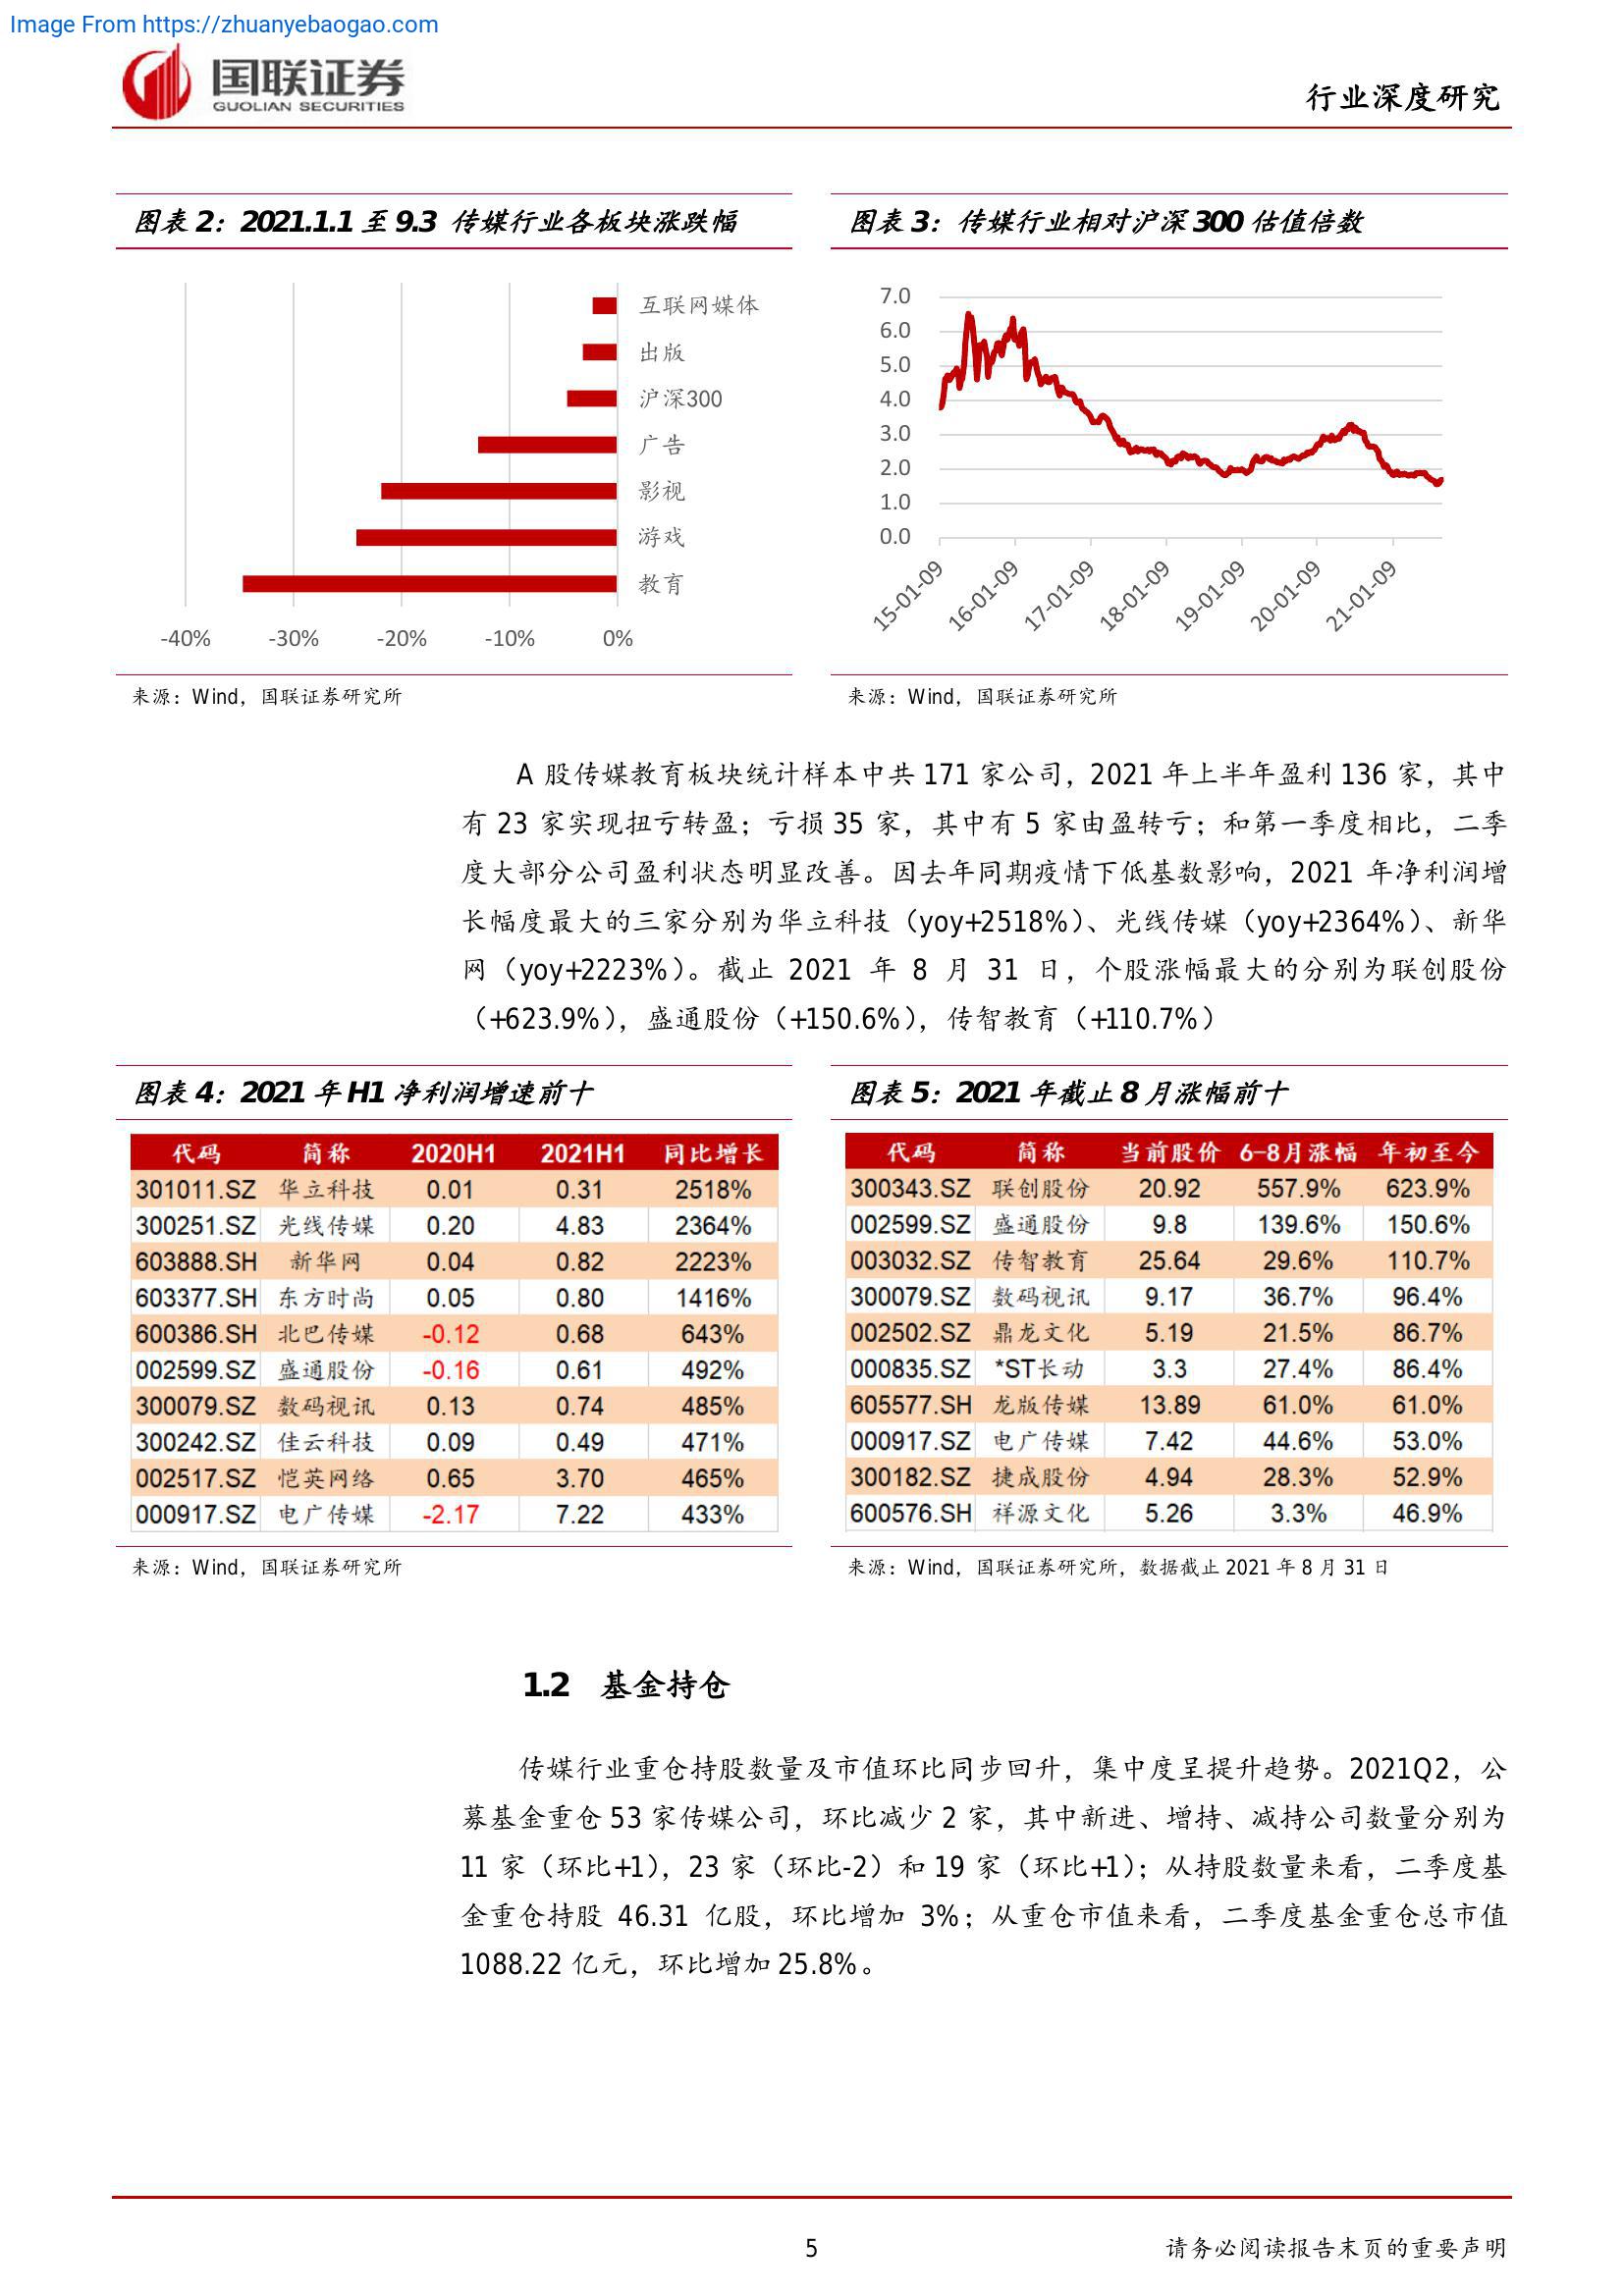 Image From https://zhuanyebaogao.com
国联证券
GUOLIAN SECURITIES
行业深度研究
图表 2：2021.1.1 至 9.3 传媒行业各板块涨跌幅
互联网媒体
出版
沪深300
广告
影视
游戏
教育
-40% -30% -20% -10% 0%
来源：Wind，国联证券研究所
图表 3：传媒行业相对沪深 300 估值倍数
7.0
6.0
5.0
4.0
3.0
2.0
1.0
0.0
15-01-09 16-01-09 17-01-09 18-01-09 19-01-09 20-01-09 21-01-09
来源：Wind，国联证券研究所
A 股传媒教育板块统计样本中共 171 家公司，2021 年上半年盈利 136 家，其中
有 23 家实现扭亏转盈；亏损 35 家，其中有 5 家由盈转亏；和第一季度相比，二季
度大部分公司盈利状态明显改善。因去年同期疫情下低基数影响，2021 年净利润增
长幅度最大的三家分别为华立科技（yoy+2518%）、光线传媒（yoy+2364%）、新华
网（yoy+2223%）。截止 2021 年 8 月 31 日，个股涨幅最大的分别为联创股份
（+623.9%），盛通股份（+150.6%），传智教育（+110.7%）
图表 4：2021 年 H1 净利润增速前十
代码 简称 2020H1 2021H1 同比增长
301011.SZ 华立科技 0.01 0.31 2518%
300251.SZ 光线传媒 0.20 4.83 2364%
603888.SH 新华网 0.04 0.82 2223%
603377.SH 东方时尚 0.05 0.80 1416%
600386.SH 北巴传媒 -0.12 0.68 643%
002599.SZ 盛通股份 -0.16 0.61 492%
300079.SZ 数码视讯 0.13 0.74 485%
300242.SZ 佳云科技 0.09 0.49 471%
002517.SZ 恺英网络 0.65 3.70 465%
000917.SZ 电广传媒 -2.17 7.22 433%
来源：Wind，国联证券研究所
图表 5：2021 年截止 8 月涨幅前十
代码 简称 当前股价 6-8月涨幅 年初至今
300343.SZ 联创股份 20.92 557.9% 623.9%
002599.SZ 盛通股份 9.8 139.6% 150.6%
003032.SZ 传智教育 25.64 29.6% 110.7%
300079.SZ 数码视讯 9.17 36.7% 96.4%
002502.SZ 鼎龙文化 5.19 21.5% 86.7%
000835.SZ *ST长动 3.3 27.4% 86.4%
605577.SH 龙版传媒 13.89 61.0% 61.0%
000917.SZ 电广传媒 7.42 44.6% 53.0%
300182.SZ 捷成股份 4.94 28.3% 52.9%
600576.SH 祥源文化 5.26 3.3% 46.9%
来源：Wind，国联证券研究所，数据截止 2021 年 8 月 31 日
1.2 基金持仓
传媒行业重仓持股数量及市值环比同步回升，集中度呈提升趋势。2021Q2，公
募基金重仓 53 家传媒公司，环比减少 2 家，其中新进、增持、减持公司数量分别为
11 家（环比+1），23 家（环比-2）和 19 家（环比+1）；从持股数量来看，二季度基
金重仓持股 46.31 亿股，环比增加 3%；从重仓市值来看，二季度基金重仓总市值
1088.22 亿元，环比增加 25.8%。
5
请务必阅读报告末页的重要声明